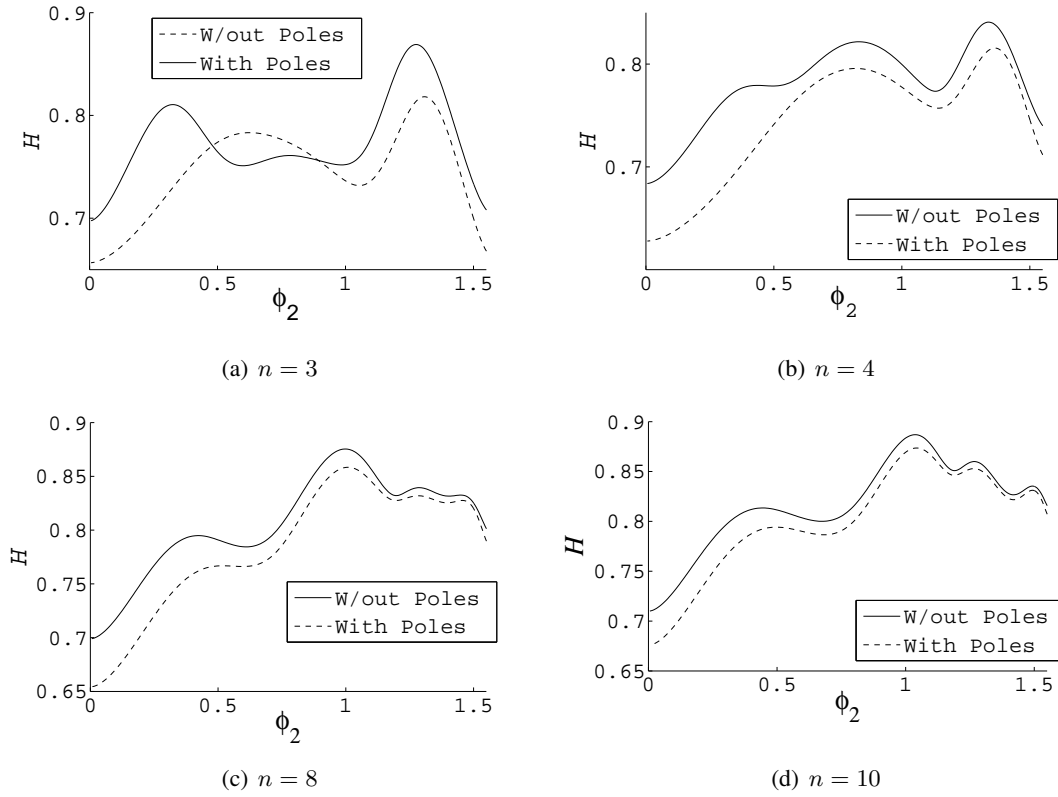 0.9
W/out Poles
With Poles
0.8
H
0.7
0
0.5
1
1.5
ϕ2
(a) n = 3
0.8
H
0.7
W/out Poles
With Poles
0
0.5
1
1.5
ϕ2
(b) n = 4
0.9
0.85
0.8
H
0.75
W/out Poles
0.7
With Poles
0.65
0
0.5
1
1.5
ϕ2
(c) n = 8
0.9
0.85
0.8
H
0.75
W/out Poles
0.7
With Poles
0.65
0
0.5
1
1.5
ϕ2
(d) n = 10